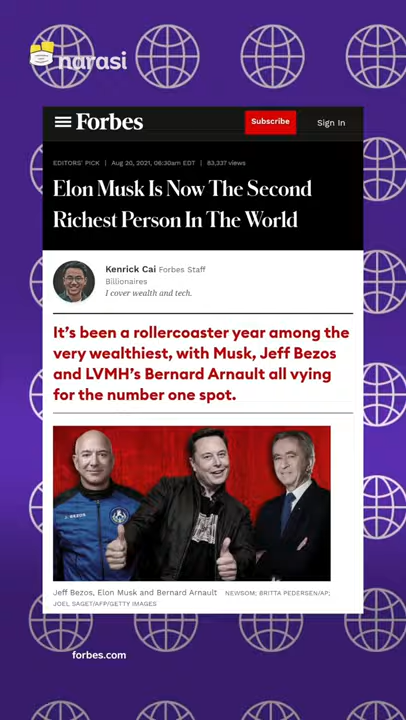 narasi
Forbes
Subscribe
Sign In
EDITORS' PICK | Aug 20, 2021, 06:30am EDT | 83,337 views
Elon Musk Is Now The Second
Richest Person In The World
Kenrick Cai Forbes Staff
Billionaires
I cover wealth and tech.
It's been a rollercoaster year among the
very wealthiest, with Musk, Jeff Bezos
and LVMH's Bernard Arnault all vying
for the number one spot.
J. BEZOS
Jeff Bezos, Elon Musk and Bernard Arnault NEWSOM; BRITTA PEDERSEN/AP;
JOEL SAGET/AFP/GETTY IMAGES
forbes.com